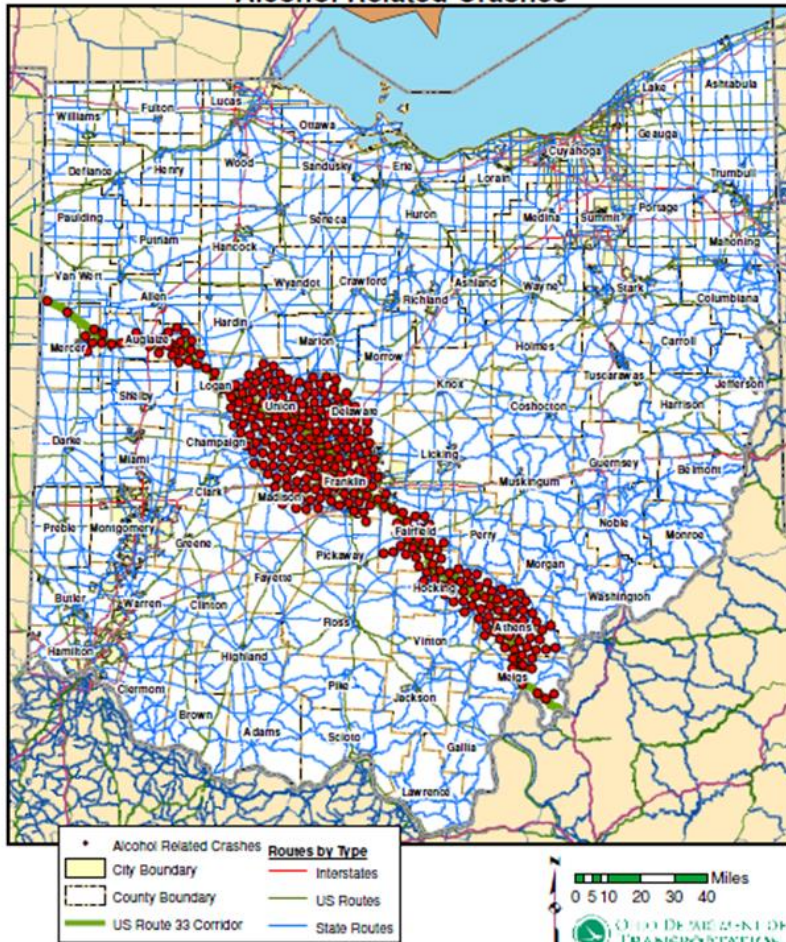 Alcohol Related Crashes
Lake
Ashtabula
Williams
Fulton
Lucas
Ottawa
Geauga
Cuyahoga
Defiance
Henry
Wood
Sandusky
Erie
Lorain
Trumbull
Paulding
Seneca
Huron
Medina
Summit
Portage
Putnam
Hancock
Mahoning
Van Wert
Allen
Wyandot
Crawford
Richland
Ashland
Wayne
Stark
Columbiana
Hardin
Mercer
Auglaize
Marion
Morrow
Holmes
Carroll
Logan
Knox
Tuscarawas
Jefferson
Shelby
Union
Delaware
Coshocton
Harrison
Darke
Champaign
Miami
Licking
Guernsey
Belmont
Clark
Madison
Franklin
Muskingum
Preble
Montgomery
Greene
Fairfield
Perry
Noble
Monroe
Pickaway
Morgan
Fayette
Hocking
Butler
Warren
Clinton
Ross
Athens
Washington
Hamilton
Highland
Vinton
Meigs
Clermont
Pike
Jackson
Brown
Adams
Scioto
Gallia
Lawrence
Alcohol Related Crashes
City Boundary
County Boundary
US Route 33 Corridor
Routes by Type
Interstates
US Routes
State Routes
N
Miles
0 5 10 20 30 40
OHIO DEPARTMENT OF
TRANSPORTATION